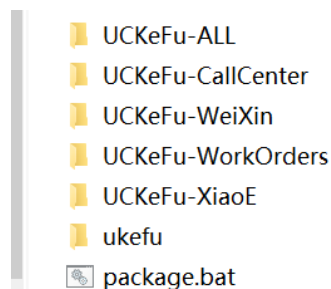 UCKeFu-ALL
UCKeFu-CallCenter
UCKeFu-WeiXin
UCKeFu-WorkOrders
UCKeFu-XiaoE
ukefu
package.bat